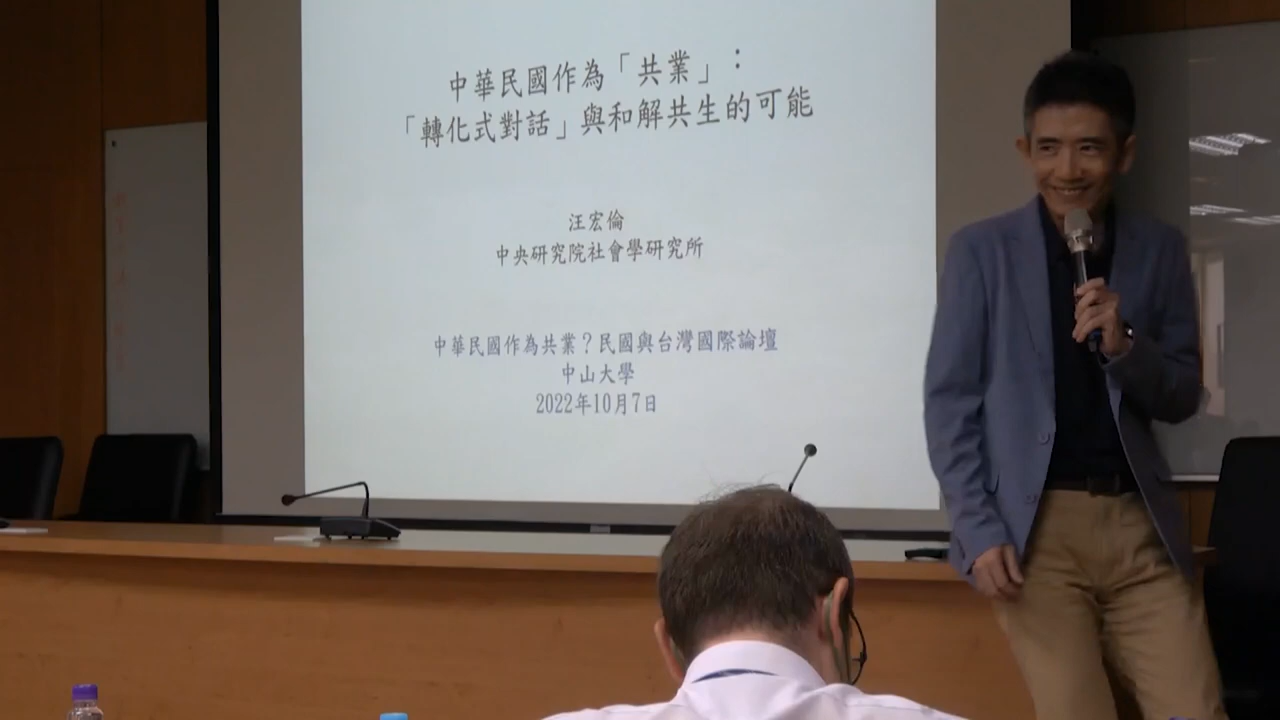 中華民國作為「共業」：
「轉化式對話」與和解共生的可能
汪宏倫
中央研究院社會學研究所
中華民國作為共業？民國與台灣國際論壇
中山大學
2022年10月7日